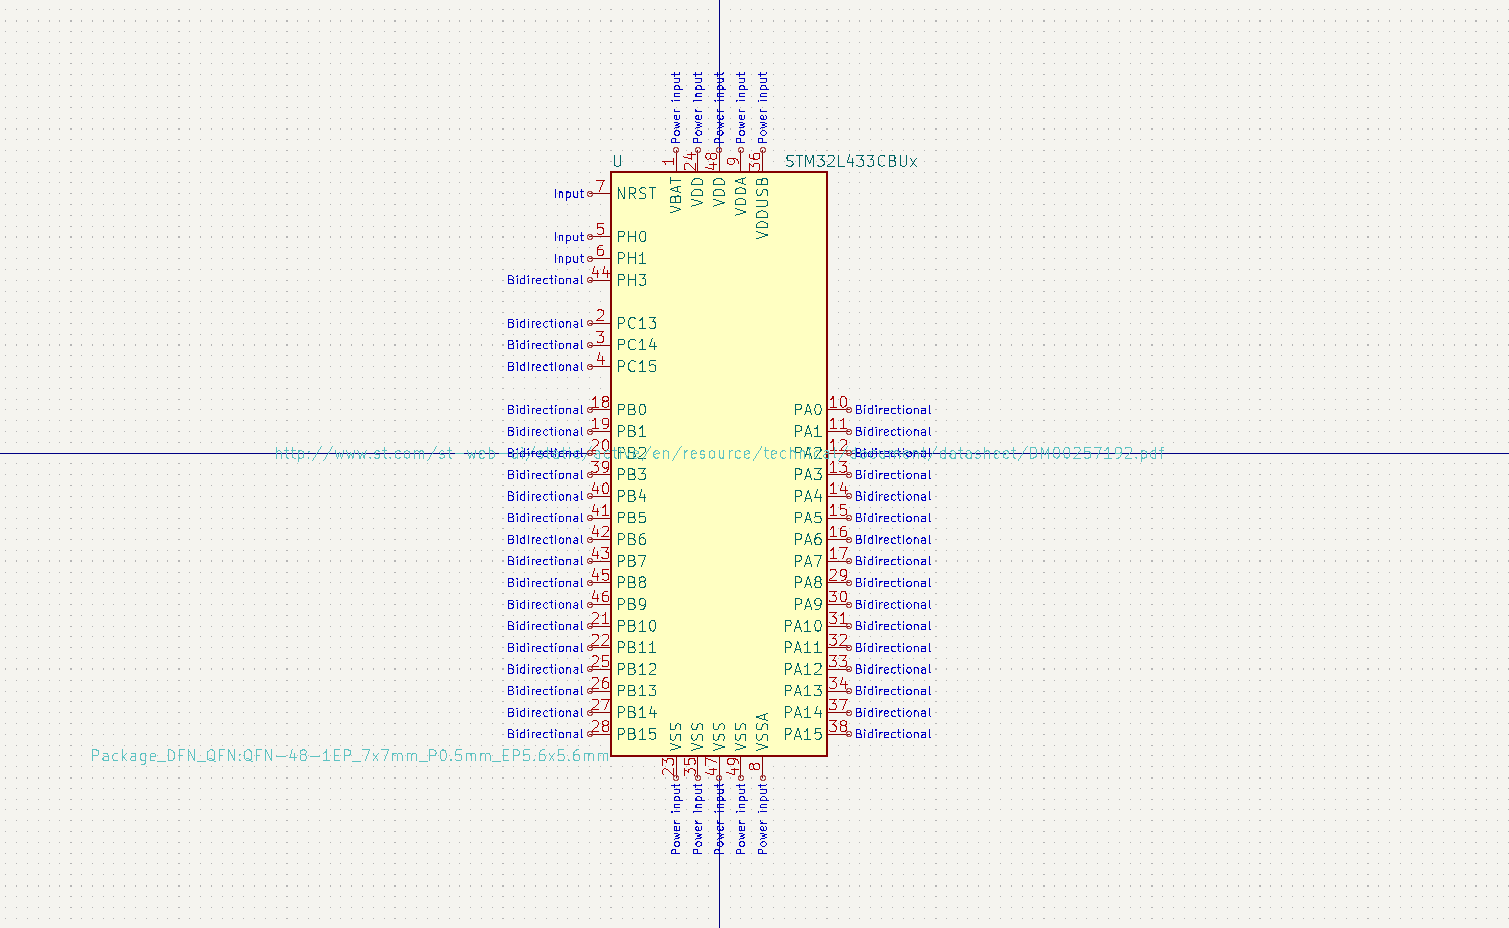 Power input Power input Power input Power input Power input
1 24 48 9 36
U STM32L433CBUx
VBAT VDD VDD VDDA VDDUSB
Input 7 NRST
Input 5 PH0
Input 6 PH1
Bidirectional 44 PH3
Bidirectional 2 PC13
Bidirectional 3 PC14
Bidirectional 4 PC15
Bidirectional 18 PB0 PA0 10 Bidirectional
Bidirectional 19 PB1 PA1 11 Bidirectional
Bidirectional 20 PB2 PA2 12 Bidirectional
http://www.st.com/st-web-ui/static/active/en/resource/technical/document/datasheet/DM00257192.pdf
Bidirectional 39 PB3 PA3 13 Bidirectional
Bidirectional 40 PB4 PA4 14 Bidirectional
Bidirectional 41 PB5 PA5 15 Bidirectional
Bidirectional 42 PB6 PA6 16 Bidirectional
Bidirectional 43 PB7 PA7 17 Bidirectional
Bidirectional 45 PB8 PA8 29 Bidirectional
Bidirectional 46 PB9 PA9 30 Bidirectional
Bidirectional 21 PB10 PA10 31 Bidirectional
Bidirectional 22 PB11 PA11 32 Bidirectional
Bidirectional 25 PB12 PA12 33 Bidirectional
Bidirectional 26 PB13 PA13 34 Bidirectional
Bidirectional 27 PB14 PA14 37 Bidirectional
Bidirectional 28 PB15 PA15 38 Bidirectional
VSS VSS VSS VSS VSSA
Package_DFN_QFN:QFN-48-1EP_7x7mm_P0.5mm_EP5.6x5.6mm
23 35 47 49 8
Power input Power input Power input Power input Power input